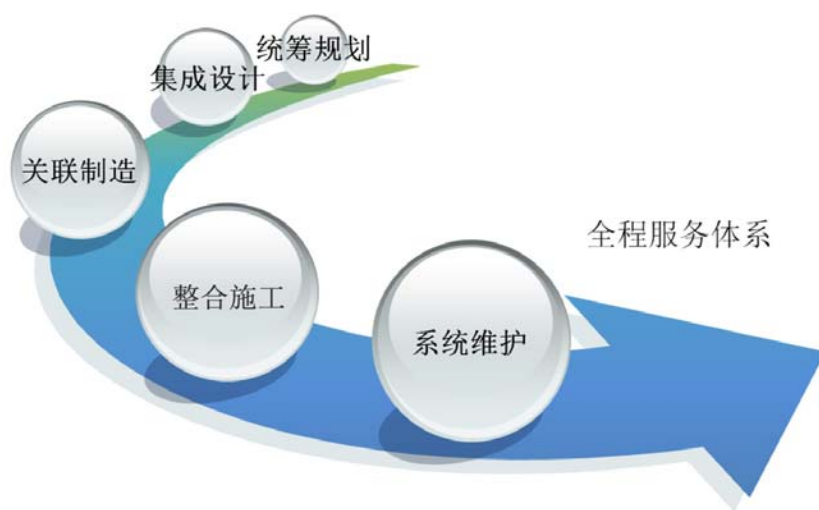 统筹规划
集成设计
关联制造
全程服务体系
整合施工
系统维护